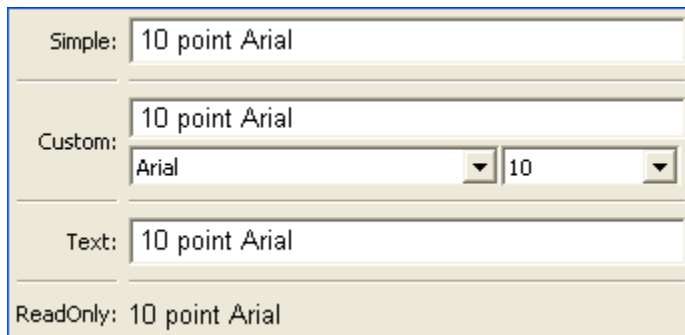 Simple: 10 point Arial
10 point Arial
Custom:
Arial 10
Text: 10 point Arial
ReadOnly: 10 point Arial